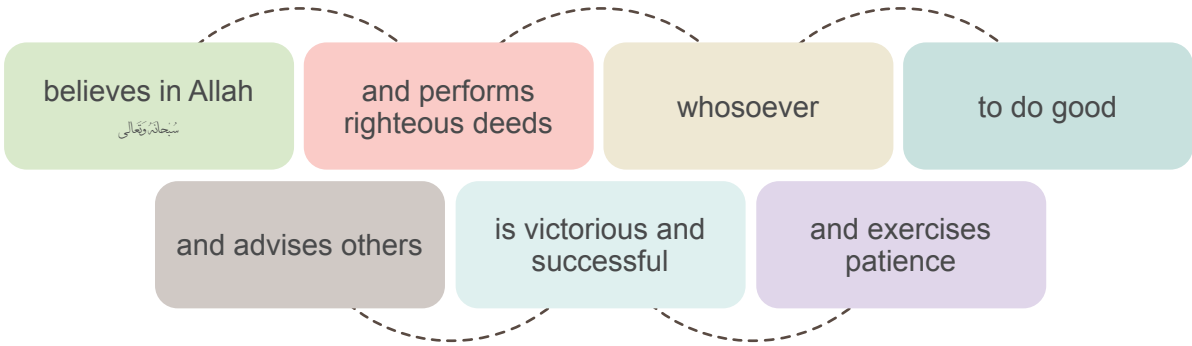 believes in Allah
سُبْحَانَهُ وَتَعَالَى
and performs
righteous deeds
whosoever
to do good
and advises others
is victorious and
successful
and exercises
patience